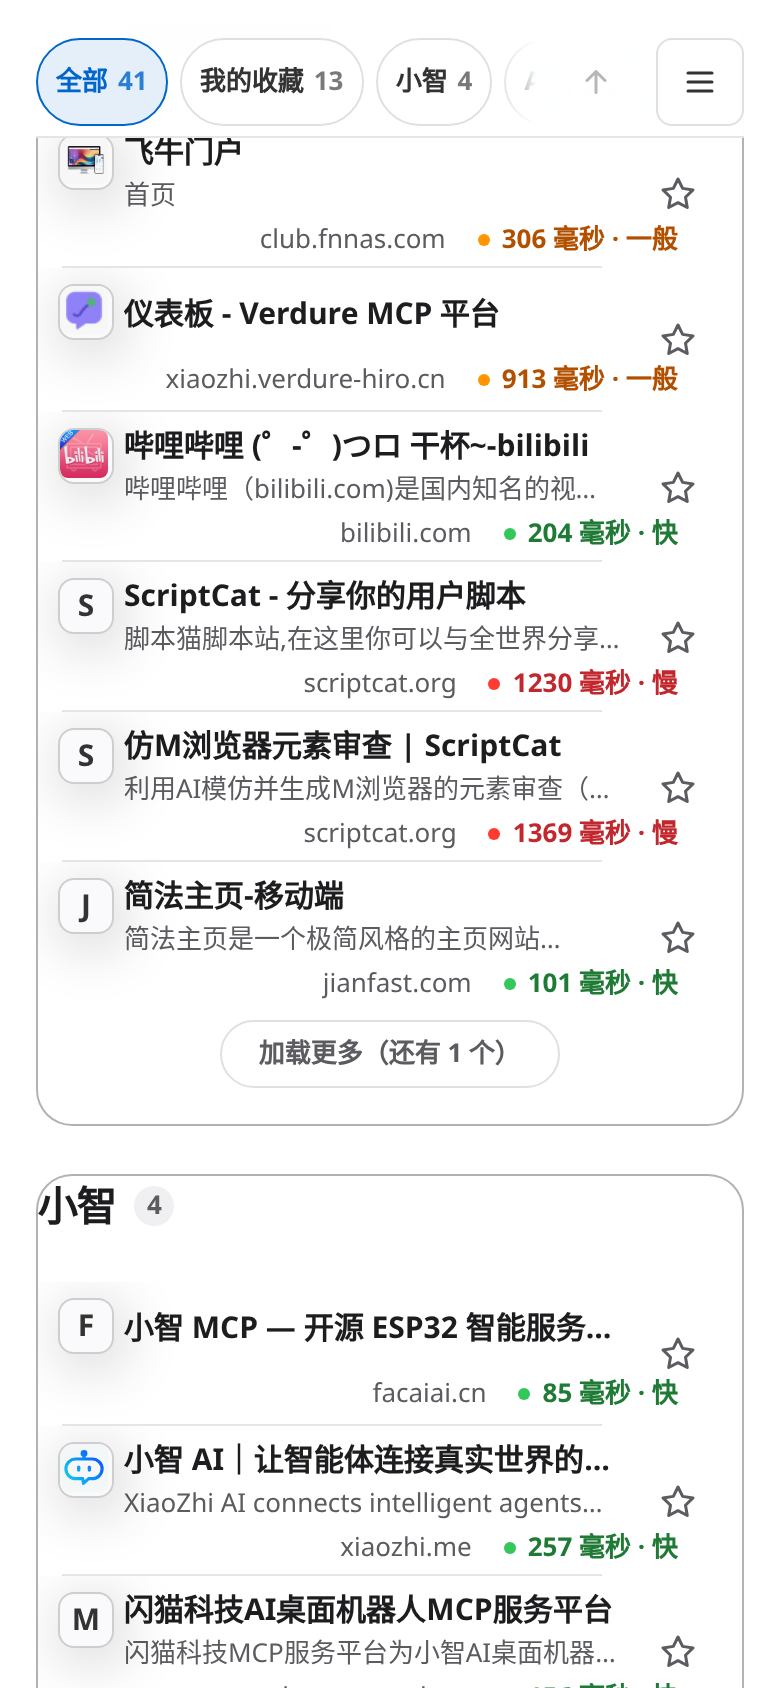 全部 41
我的收藏 13
小智 4
飞牛门户
首页
club.fnnas.com 306 毫秒 · 一般
仪表板 - Verdure MCP 平台
xiaozhi.verdure-hiro.cn 913 毫秒 · 一般
哔哩哔哩 (゜-゜)つロ 干杯~-bilibili
哔哩哔哩（bilibili.com)是国内知名的视...
bilibili.com 204 毫秒 · 快
S
ScriptCat - 分享你的用户脚本
脚本猫脚本站,在这里你可以与全世界分享...
scriptcat.org 1230 毫秒 · 慢
S
仿M浏览器元素审查 | ScriptCat
利用AI模仿并生成M浏览器的元素审查（...
scriptcat.org 1369 毫秒 · 慢
J
简法主页-移动端
简法主页是一个极简风格的主页网站...
jianfast.com 101 毫秒 · 快
加载更多（还有 1 个）
小智 4
F
小智 MCP — 开源 ESP32 智能服务...
facaiai.cn 85 毫秒 · 快
小智 AI｜让智能体连接真实世界的...
XiaoZhi AI connects intelligent agents...
xiaozhi.me 257 毫秒 · 快
M
闪猫科技AI桌面机器人MCP服务平台
闪猫科技MCP服务平台为小智AI桌面机器...